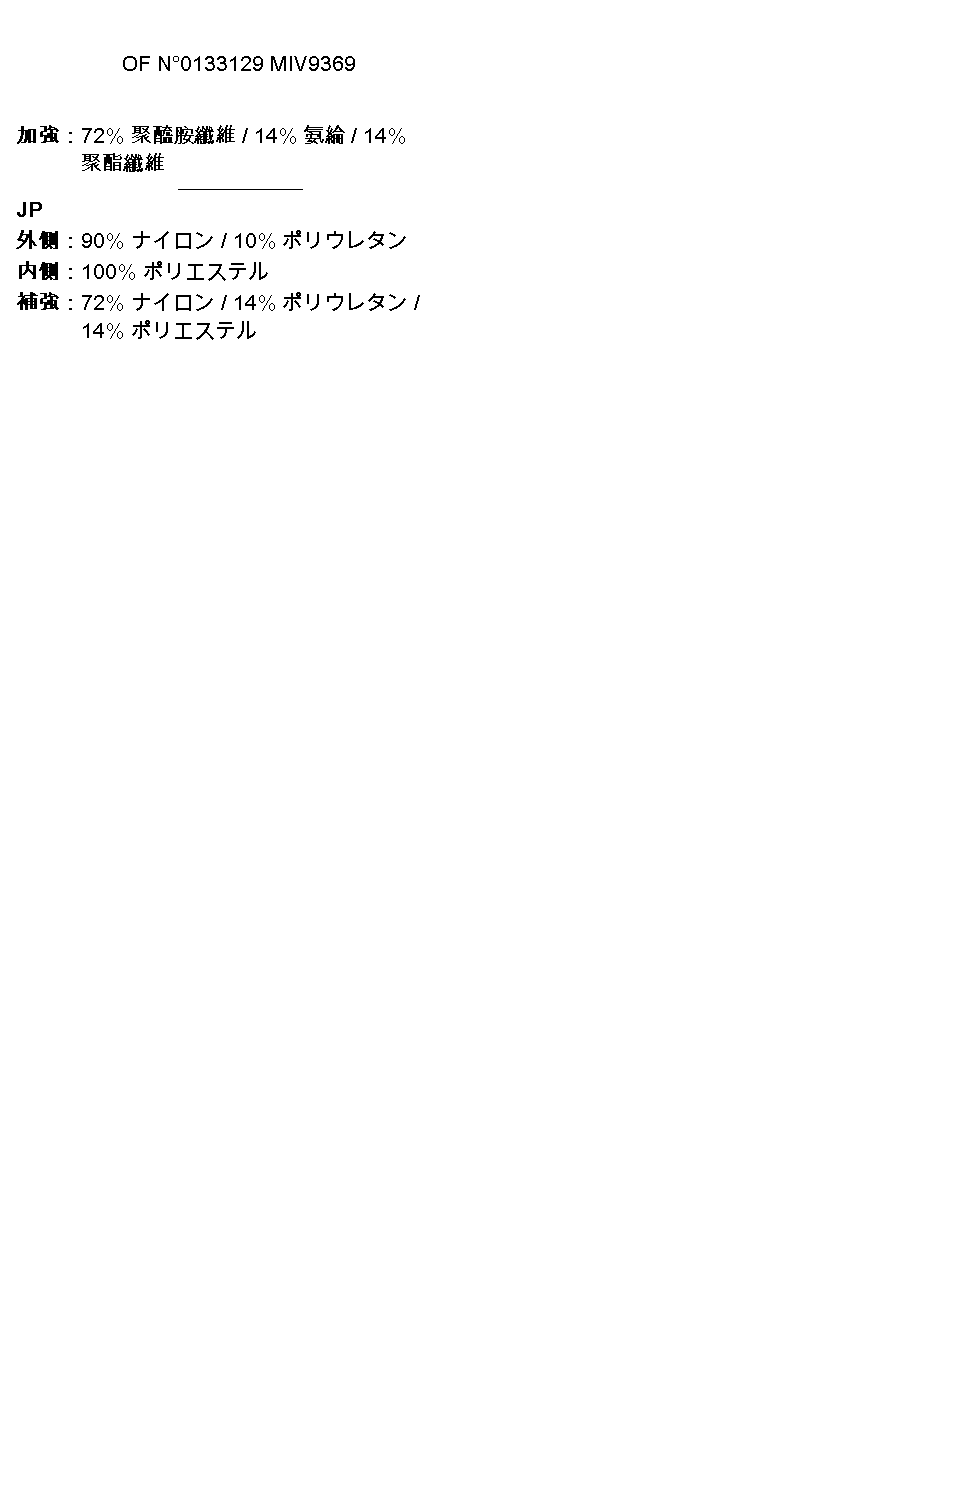 OF N°0133129 MIV9369
加強 : 72% 聚醯胺纖維 / 14% 氨綸 / 14%
聚酯纖維
JP
外側 : 90% ナイロン / 10% ポリウレタン
内側 : 100% ポリエステル
補強 : 72% ナイロン / 14% ポリウレタン /
14% ポリエステル